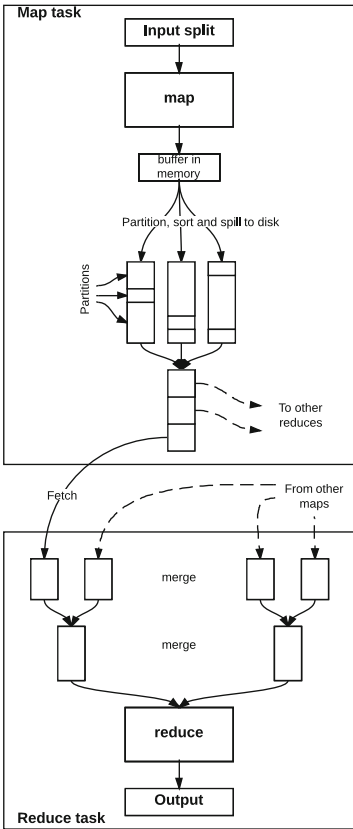 Map task
Input split
map
buffer in
memory
Partition, sort and spill to disk
Partitions
To other
reduces
Fetch
From other
maps
merge
merge
reduce
Output
Reduce task